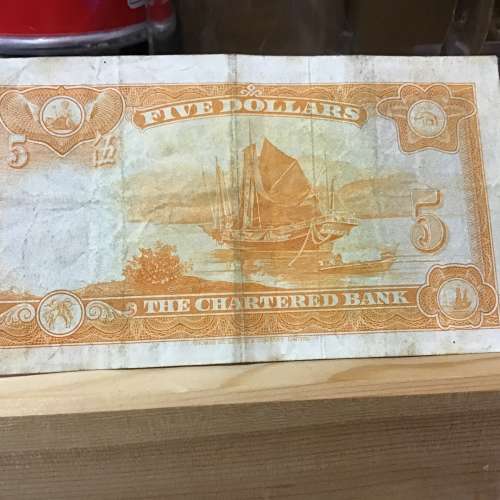 FIVE DOLLARS
5 伍
5
THE CHARTERED BANK